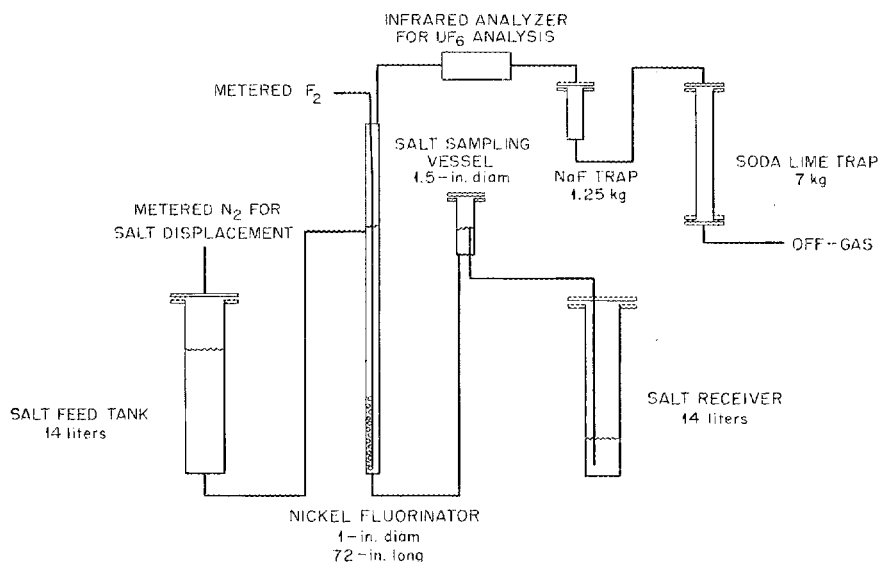 INFRARED ANALYZER
FOR UF6 ANALYSIS
METERED F2
SALT SAMPLING
VESSEL
1.5-in. diam
NaF TRAP
1.25 kg
SODA LIME TRAP
7 kg
METERED N2 FOR
SALT DISPLACEMENT
OFF-GAS
SALT FEED TANK
14 liters
SALT RECEIVER
14 liters
NICKEL FLUORINATOR
1-in. diam
72-in. long